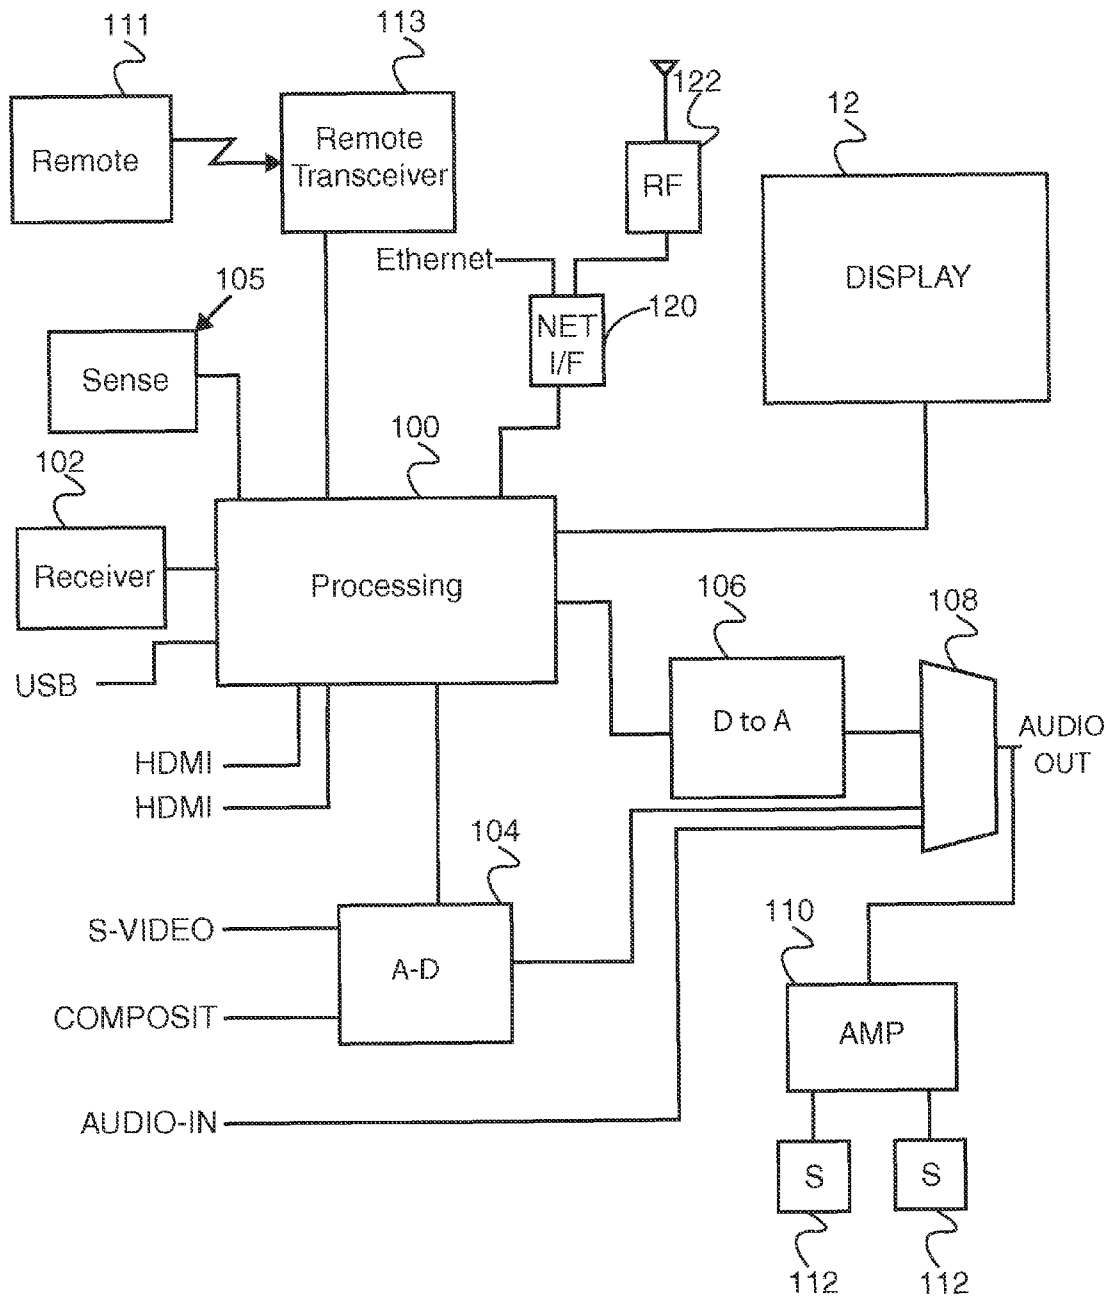 111
113
122
12
Remote
Remote
Transceiver
RF
Ethernet
DISPLAY
105
120
NET
I/F
Sense
100
102
Receiver
Processing
106
108
USB
D to A
AUDIO
OUT
HDMI
HDMI
104
110
S-VIDEO
A-D
COMPOSIT
AMP
AUDIO-IN
S
S
112
112